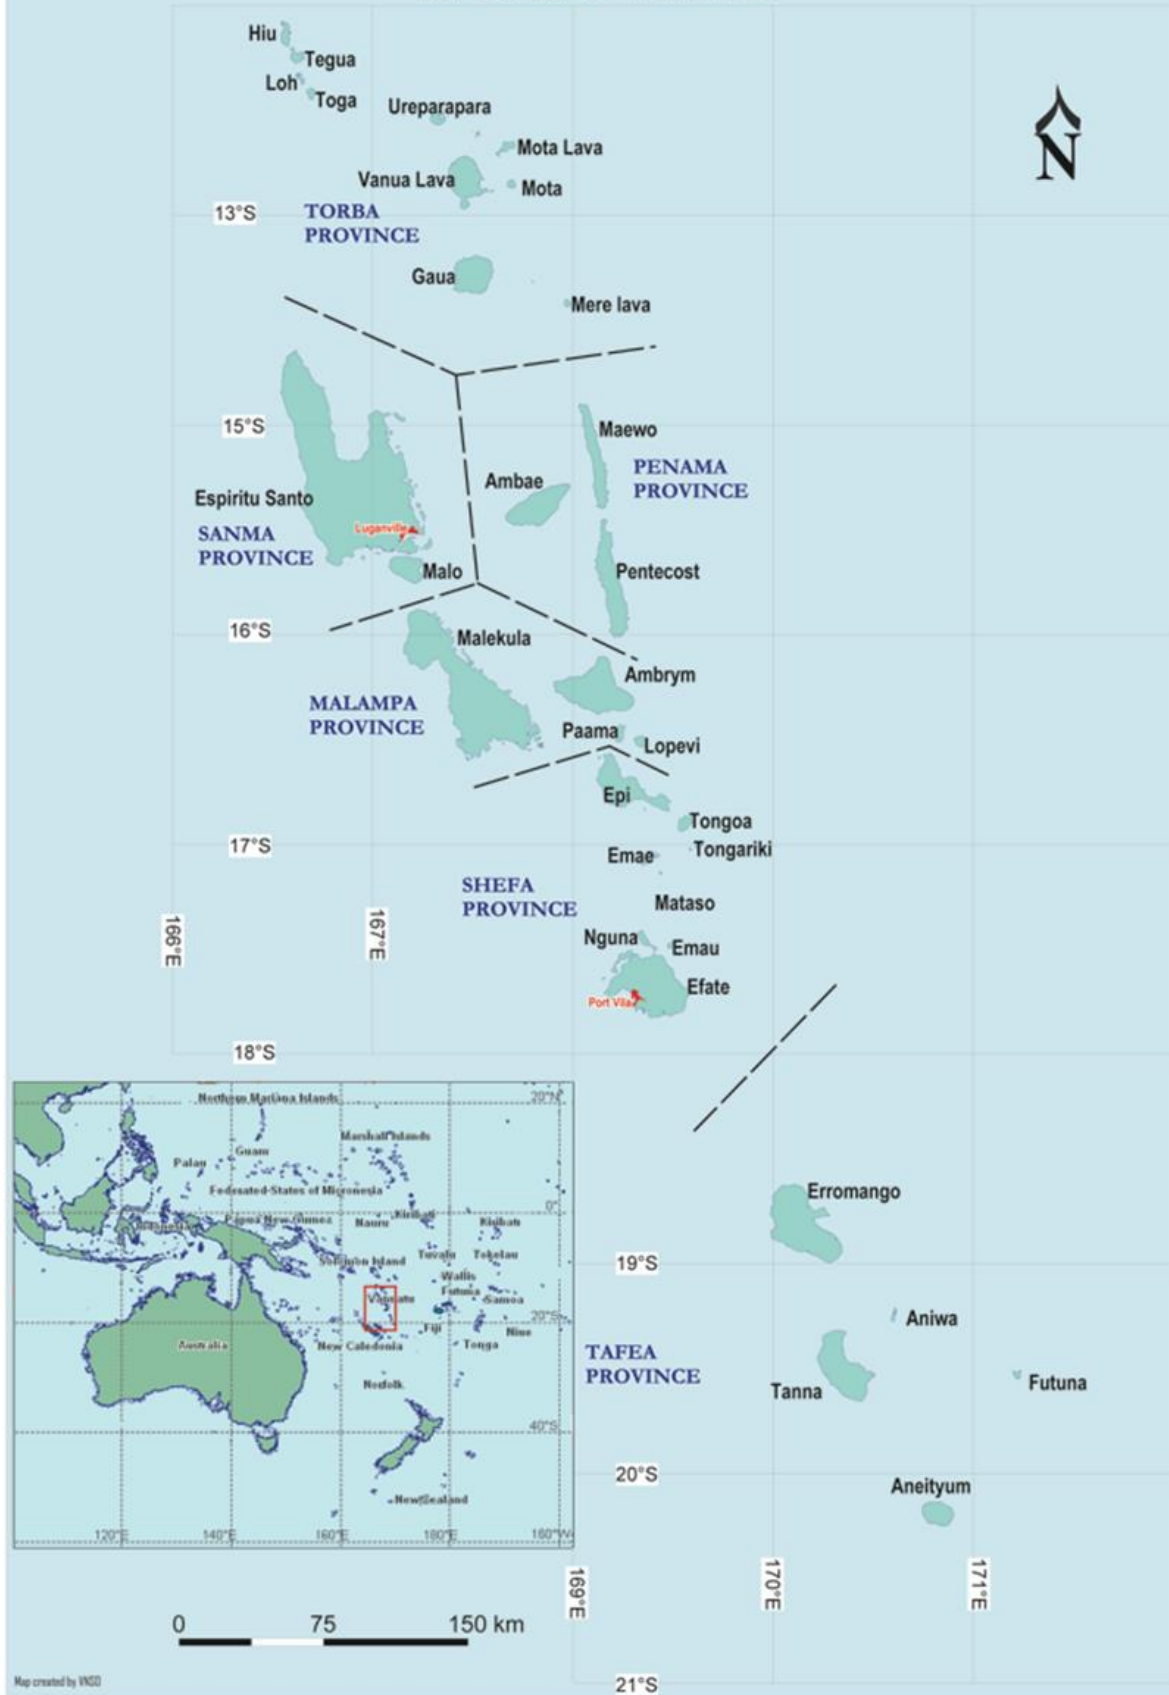 Hiu
Tegua
Loh
Toga
Ureparapara
Mota Lava
Vanua Lava
Mota
N
13°S
TORBA
PROVINCE
Gaua
Mere lava
15°S
Maewo
PENAMA
PROVINCE
Ambae
Espiritu Santo
Luganville
SANMA
PROVINCE
Malo
Pentecost
16°S
Malekula
Ambrym
MALAMPA
PROVINCE
Paama
Lopevi
Epi
Tongoa
17°S
Emae
Tongariki
SHEFA
PROVINCE
Mataso
166°E
167°E
Nguna
Emau
Efate
Port Vila
18°S
Northern Mariana Islands
20°N
Marshall Islands
Guam
Palau
Federated States of Micronesia
0°
Indonesia
Papua New Guinea
Nauru
Kiribati
Kiribati
Solomon Island
Tuvalu
Tokelau
Wallis
Futuna
Vanuatu
Samoa
20°S
Fiji
Niue
Australia
New Caledonia
Tonga
Norfolk
40°S
New Zealand
120°E
140°E
160°E
180°E
160°W
Erromango
19°S
Aniwa
TAFEA
PROVINCE
Tanna
Futuna
20°S
Aneityum
169°E
170°E
171°E
0
75
150 km
21°S
Map created by VNSO